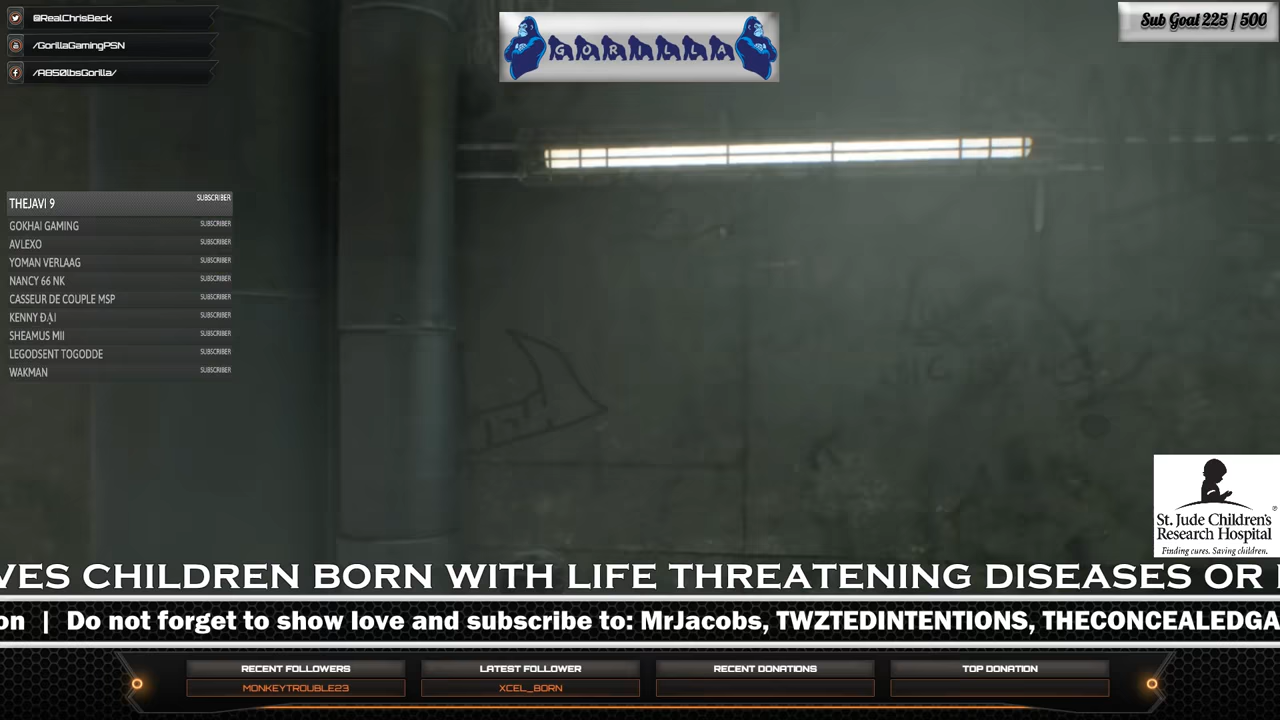 @RealChrisBeck
/GorillaGamingPSN
/A850lbsGorilla/
GORILLA
Sub Goal 225 / 500
THEJAVI 9 SUBSCRIBER
GOKHAI GAMING SUBSCRIBER
AVLEXO SUBSCRIBER
YOMAN VERLAAG SUBSCRIBER
NANCY 66 NK SUBSCRIBER
CASSEUR DE COUPLE MSP SUBSCRIBER
KENNY ĐẠI SUBSCRIBER
SHEAMUS MII SUBSCRIBER
LEGODSENT TOGODDE SUBSCRIBER
WAKMAN SUBSCRIBER
St. Jude Children's
Research Hospital
Finding cures. Saving children.
VES CHILDREN BORN WITH LIFE THREATENING DISEASES OR
on | Do not forget to show love and subscribe to: MrJacobs, TWZTEDINTENTIONS, THECONCEALEDGA
RECENT FOLLOWERS LATEST FOLLOWER RECENT DONATIONS TOP DONATION
MONKEYTROUBLE23 XCEL_BORN